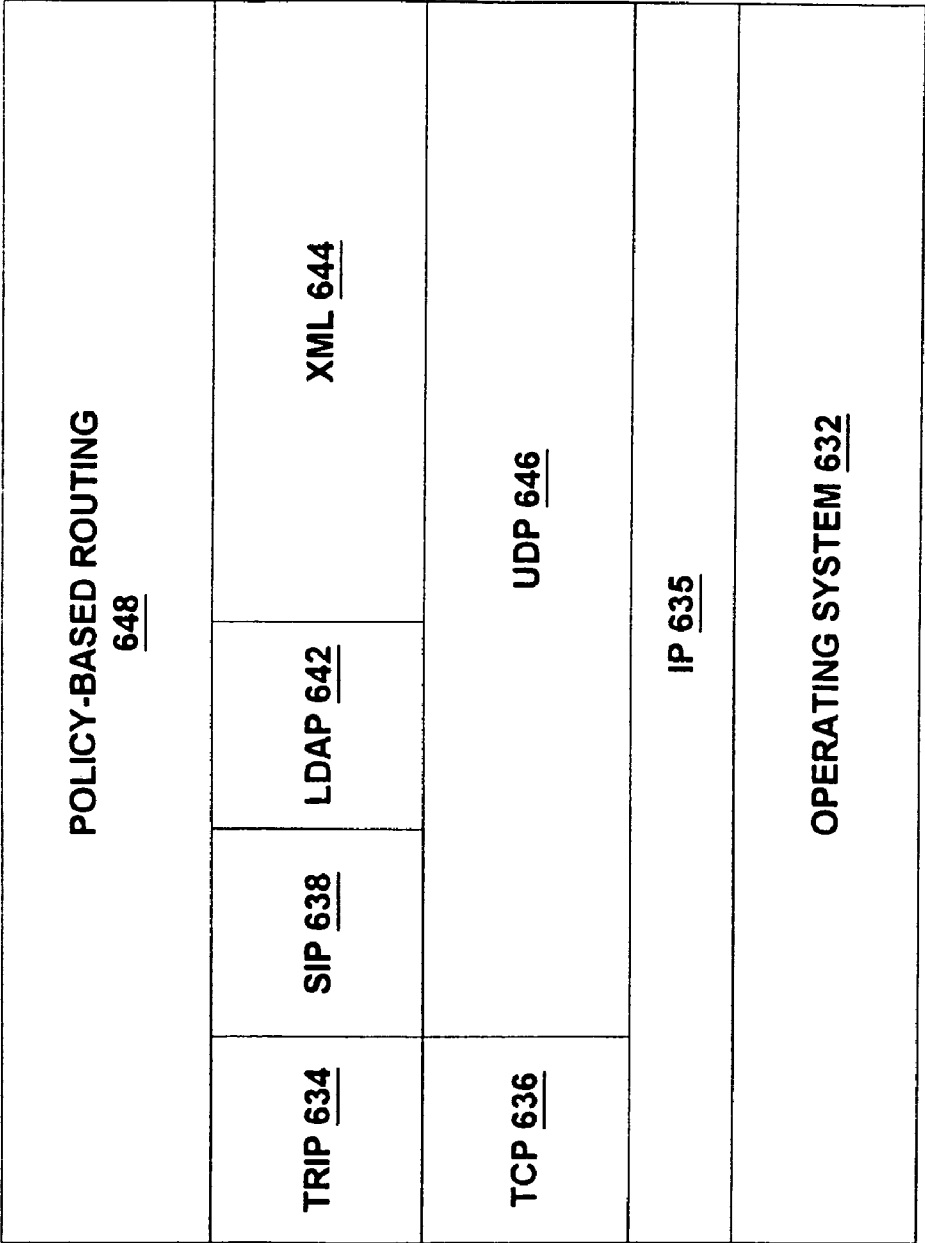 POLICY-BASED ROUTING
648
TRIP 634
SIP 638
LDAP 642
XML 644
TCP 636
UDP 646
IP 635
OPERATING SYSTEM 632